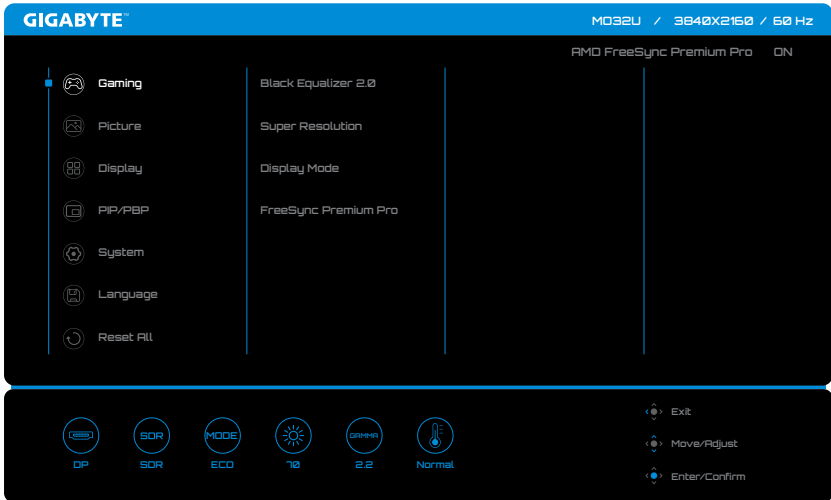 GIGABYTE™
MO32U / 3840X2160 / 60 Hz
AMD FreeSync Premium Pro ON
Gaming
Black Equalizer 2.0
Picture
Super Resolution
Display
Display Mode
PIP/PBP
FreeSync Premium Pro
System
Language
Reset All
SDR
MODE
GAMMA
DP
SDR
ECO
70
2.2
Normal
Exit
Move/Adjust
Enter/Confirm